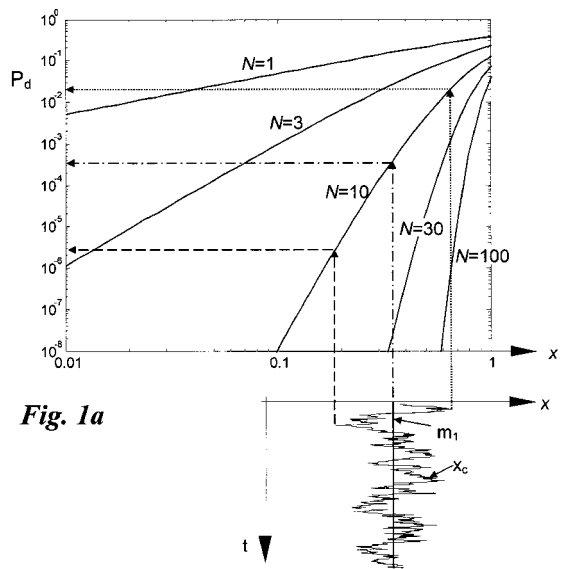 10^0
10^-1
P_d
10^-2
10^-3
10^-4
10^-5
10^-6
10^-7
10^-8
N=1
N=3
N=10
N=30
N=100
0.01
0.1
1
x
Fig. 1a
x
m_1
x_c
t